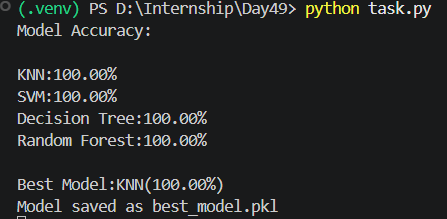 (.venv) PS D:\Internship\Day49> python task.py
Model Accuracy:
KNN:100.00%
SVM:100.00%
Decision Tree:100.00%
Random Forest:100.00%
Best Model:KNN(100.00%)
Model saved as best_model.pkl